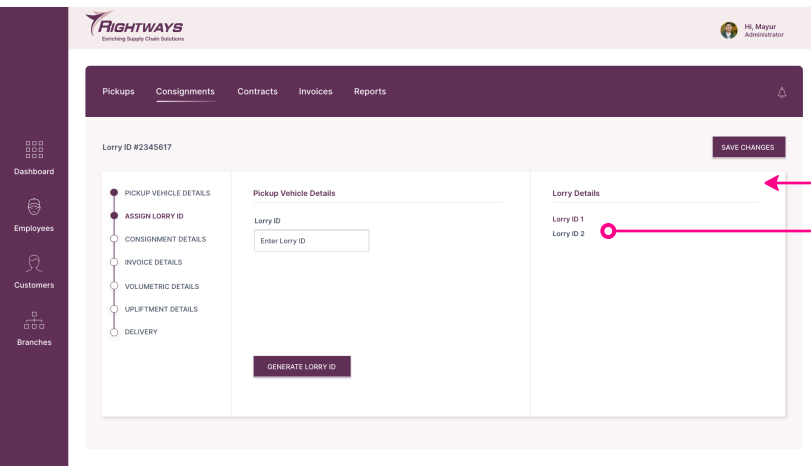 RIGHTWAYS
Enriching Supply Chain Solutions
Hi, Mayur
Administrator
Pickups Consignments Contracts Invoices Reports
Lorry ID #2345617
SAVE CHANGES
Dashboard
Employees
Customers
Branches
PICKUP VEHICLE DETAILS
ASSIGN LORRY ID
CONSIGNMENT DETAILS
INVOICE DETAILS
VOLUMETRIC DETAILS
UPLIFTMENT DETAILS
DELIVERY
Pickup Vehicle Details
Lorry ID
Enter Lorry ID
GENERATE LORRY ID
Lorry Details
Lorry ID 1
Lorry ID 2